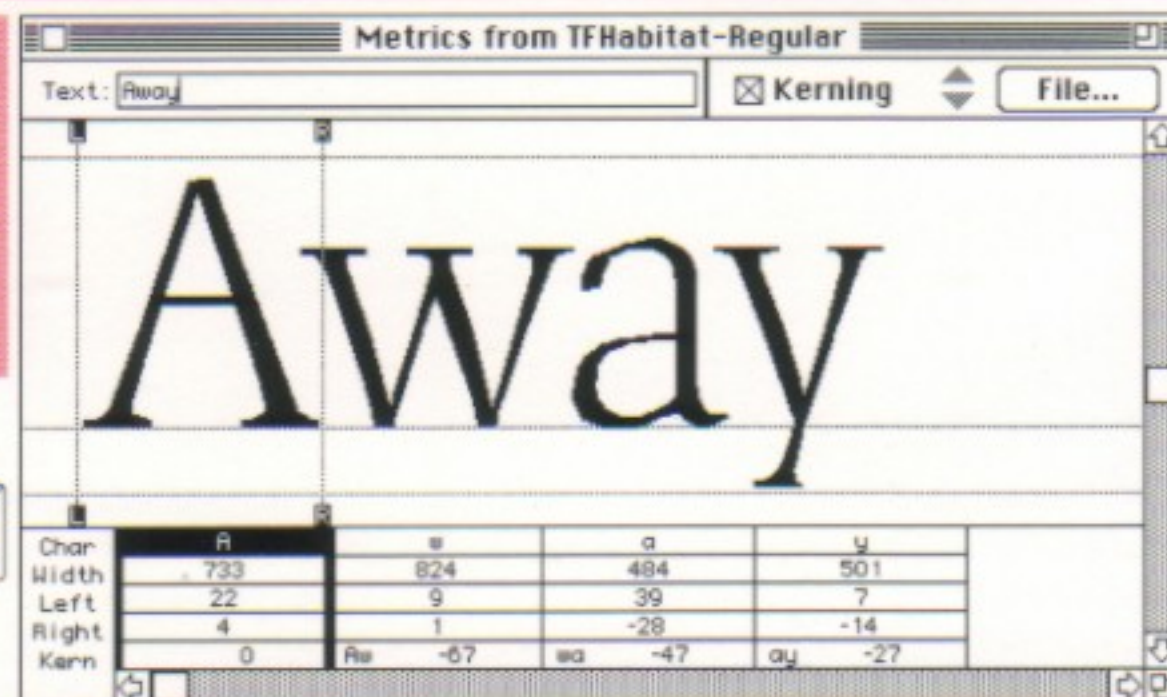 Metrics from TFHabitat-Regular
Text: Away
Kerning
File...
L R
Away
L R
Char A w a y
Width 733 824 484 501
Left 22 9 39 7
Right 4 1 -28 -14
Kern 0 Aw -67 wa -47 ay -27